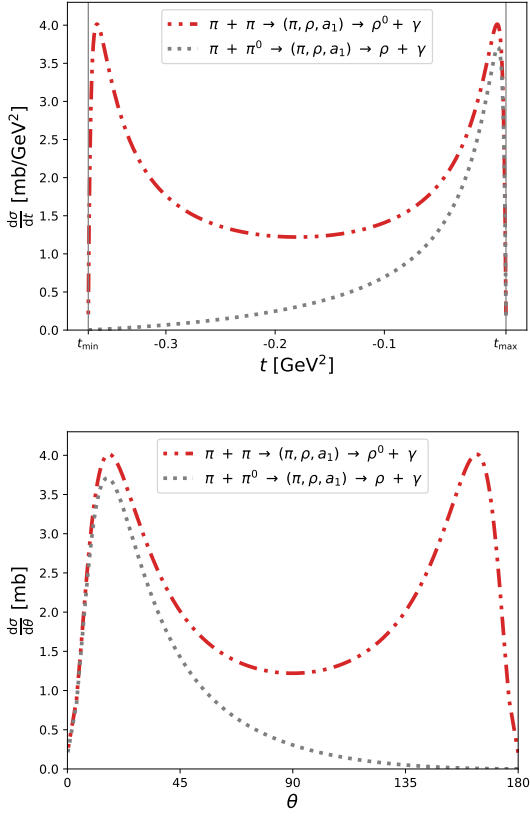 π + π → (π, ρ, a₁) → ρ⁰ + γ
π + π⁰ → (π, ρ, a₁) → ρ + γ
4.0
3.5
3.0
2.5
2.0
1.5
1.0
0.5
0.0
dσ/dt [mb/GeV²]
t_min -0.3 -0.2 -0.1 t_max
t [GeV²]
π + π → (π, ρ, a₁) → ρ⁰ + γ
π + π⁰ → (π, ρ, a₁) → ρ + γ
4.0
3.5
3.0
2.5
2.0
1.5
1.0
0.5
0.0
dσ/dθ [mb]
0 45 90 135 180
θ